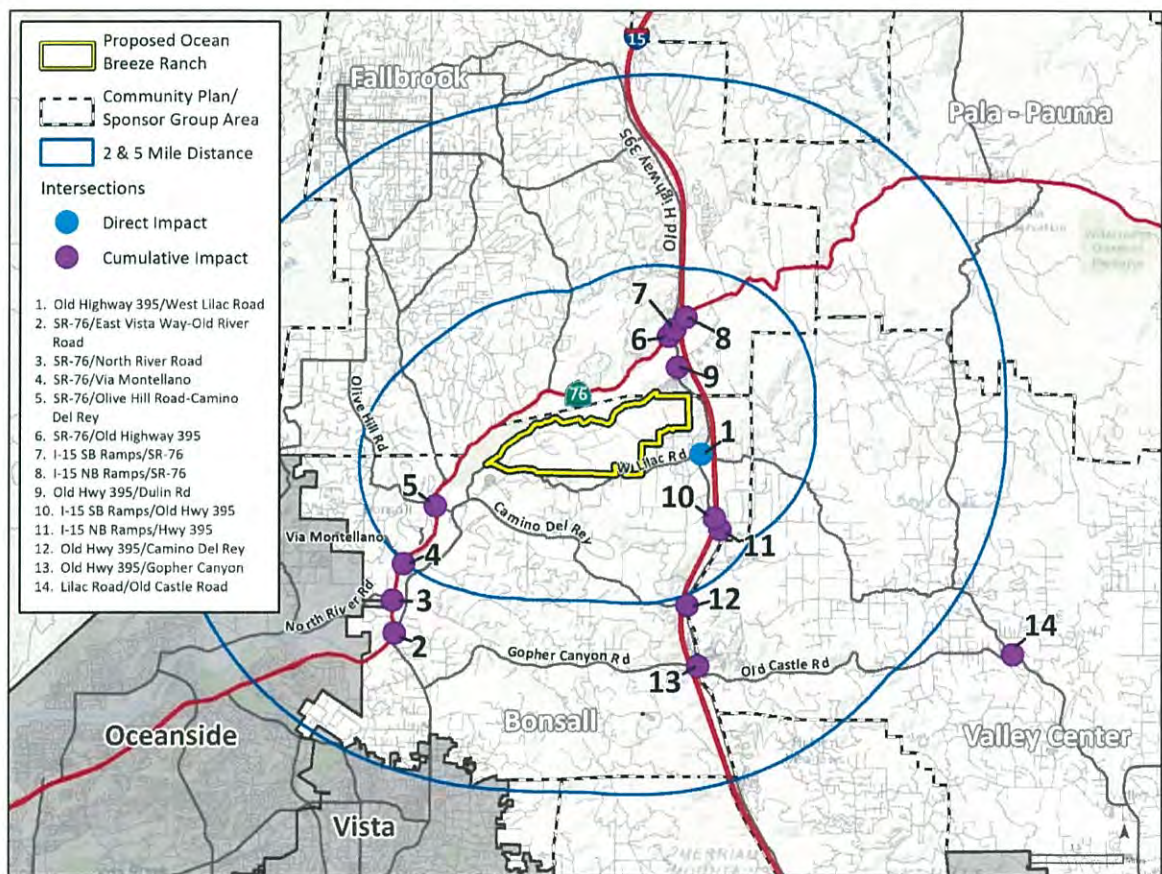 Proposed Ocean
Breeze Ranch
Community Plan/
Sponsor Group Area
2 & 5 Mile Distance
Intersections
Direct Impact
Cumulative Impact
1. Old Highway 395/West Lilac Road
2. SR-76/East Vista Way-Old River
Road
3. SR-76/North River Road
4. SR-76/Via Montellano
5. SR-76/Olive Hill Road-Camino
Del Rey
6. SR-76/Old Highway 395
7. I-15 SB Ramps/SR-76
8. I-15 NB Ramps/SR-76
9. Old Hwy 395/Dulin Rd
10. I-15 SB Ramps/Old Hwy 395
11. I-15 NB Ramps/Hwy 395
12. Old Hwy 395/Camino Del Rey
13. Old Hwy 395/Gopher Canyon
14. Lilac Road/Old Castle Road
15
Fallbrook
Pala - Pauma
Old Highway 395
7
8
6
9
76
Olive Hill Rd
1
W Lilac Rd
5
10
Camino Del Rey
11
Via Montellano
4
12
3
North River Rd
2
14
Gopher Canyon Rd
13
Old Castle Rd
Bonsall
Oceanside
Valley Center
Vista
MERRIAM